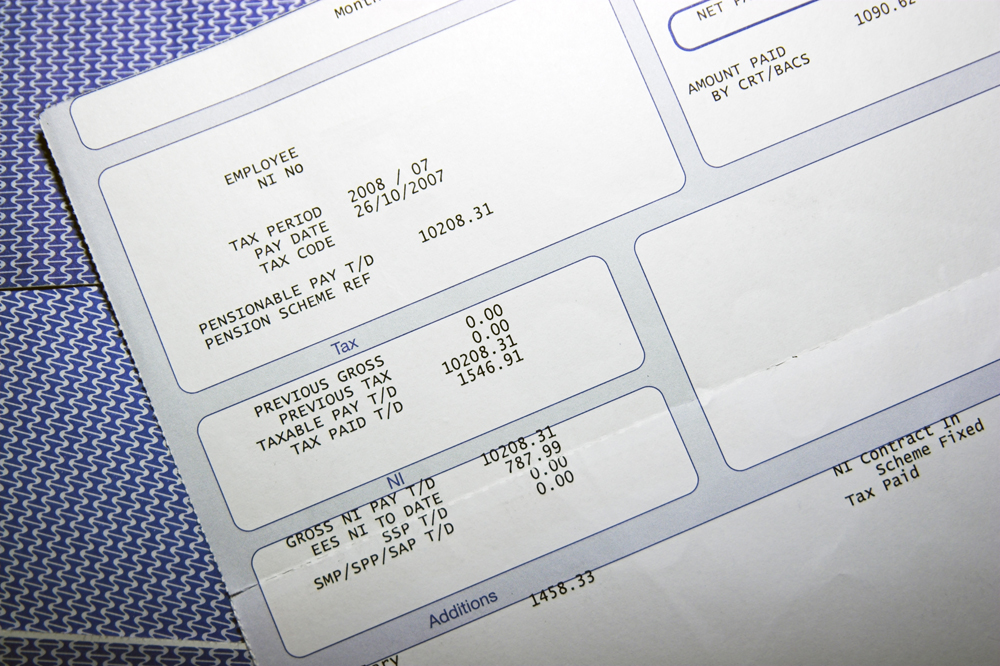 Month
NET
1090.62
AMOUNT PAID
BY CRT/BACS
EMPLOYEE
NI No
TAX PERIOD 2008 / 07
PAY DATE 26/10/2007
TAX CODE
PENSIONABLE PAY T/D 10208.31
PENSION SCHEME REF
Tax
PREVIOUS GROSS 0.00
PREVIOUS TAX 0.00
TAXABLE PAY T/D 10208.31
TAX PAID T/D 1546.91
NI
GROSS NI PAY T/D 10208.31
EES NI TO DATE 787.99
SSP T/D 0.00
SMP/SPP/SAP T/D 0.00
NI Contract In
Scheme Fixed
Tax Paid
Additions
1458.33